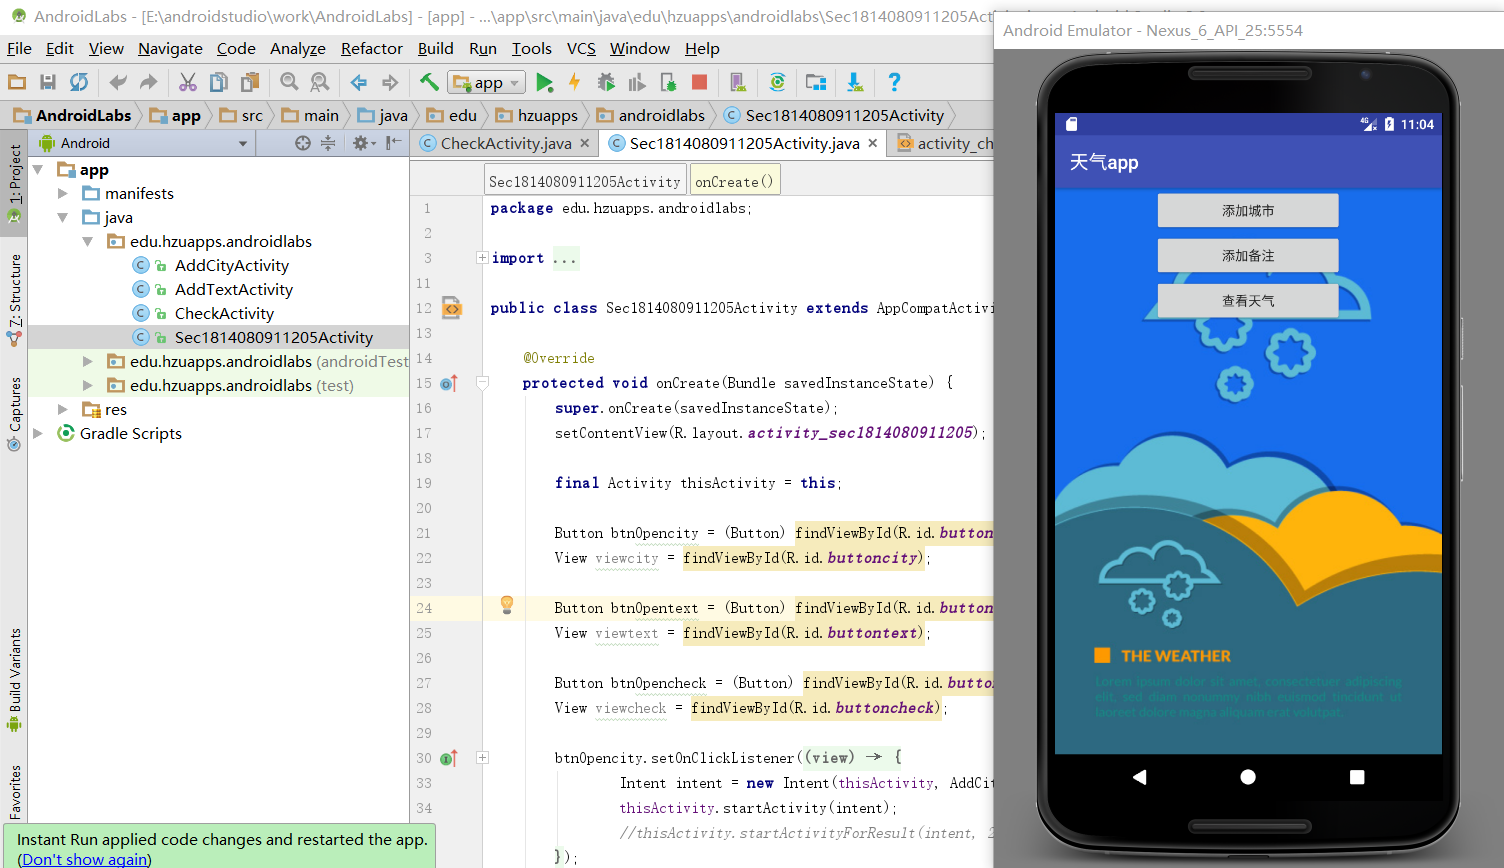 AndroidLabs - [E:\androidstudio\work\AndroidLabs] - [app] - ...\app\src\main\java\edu\hzuapps\androidlabs\Sec1814080911205Acti
File Edit View Navigate Code Analyze Refactor Build Run Tools VCS Window Help
app
AndroidLabs app src main java edu hzuapps androidlabs Sec1814080911205Activity
Android
CheckActivity.java Sec1814080911205Activity.java activity_ch
1: Project
Z: Structure
Captures
Build Variants
Favorites
app
manifests
java
edu.hzuapps.androidlabs
AddCityActivity
AddTextActivity
CheckActivity
Sec1814080911205Activity
edu.hzuapps.androidlabs (androidTest
edu.hzuapps.androidlabs (test)
res
Gradle Scripts
Sec1814080911205Activity onCreate()
1 package edu.hzuapps.androidlabs;
2
3 import ...
11
12 public class Sec1814080911205Activity extends AppCompatActivi
13
14 @Override
15 protected void onCreate(Bundle savedInstanceState) {
16 super.onCreate(savedInstanceState);
17 setContentView(R.layout.activity_sec1814080911205);
18
19 final Activity thisActivity = this;
20
21 Button btnOpencity = (Button) findViewById(R.id.button
22 View viewcity = findViewById(R.id.buttoncity);
23
24 Button btnOpentext = (Button) findViewById(R.id.button
25 View viewtext = findViewById(R.id.buttontext);
26
27 Button btnOpencheck = (Button) findViewById(R.id.butto
28 View viewcheck = findViewById(R.id.buttoncheck);
29
30 btnOpencity.setOnClickListener((view) → {
33 Intent intent = new Intent(thisActivity, AddCit
34 thisActivity.startActivity(intent);
//thisActivity.startActivityForResult(intent, 2
});
Instant Run applied code changes and restarted the app.
(Don't show again)
Android Emulator - Nexus_6_API_25:5554
4G 11:04
天气app
添加城市
添加备注
查看天气
THE WEATHER
Lorem ipsum dolor sit amet, consectetuer adipiscing
elit, sed diam nonummy nibh euismod tincidunt ut
laoreet dolore magna aliquam erat volutpat.